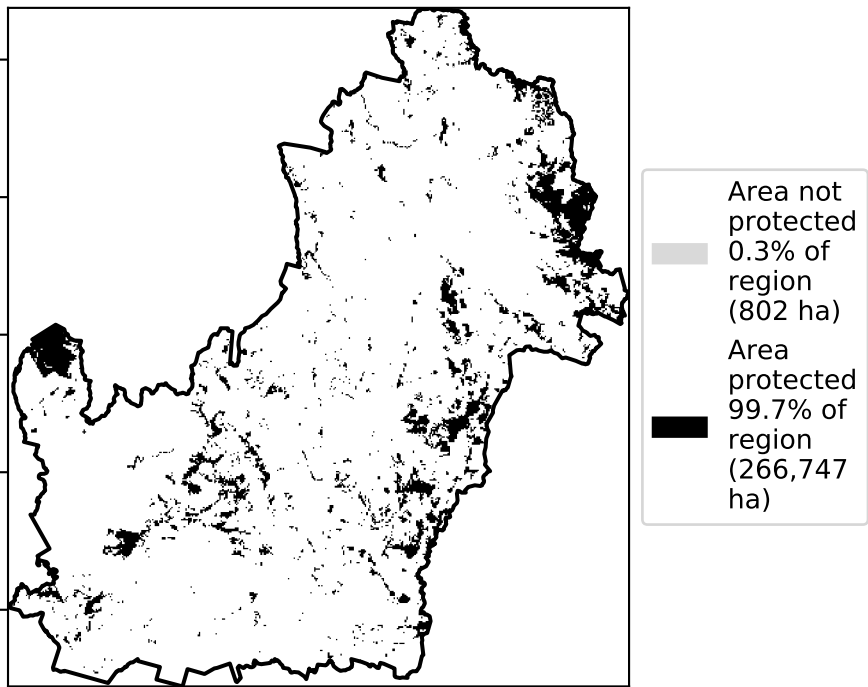 Area not
protected
0.3% of
region
(802 ha)
Area
protected
99.7% of
region
(266,747
ha)